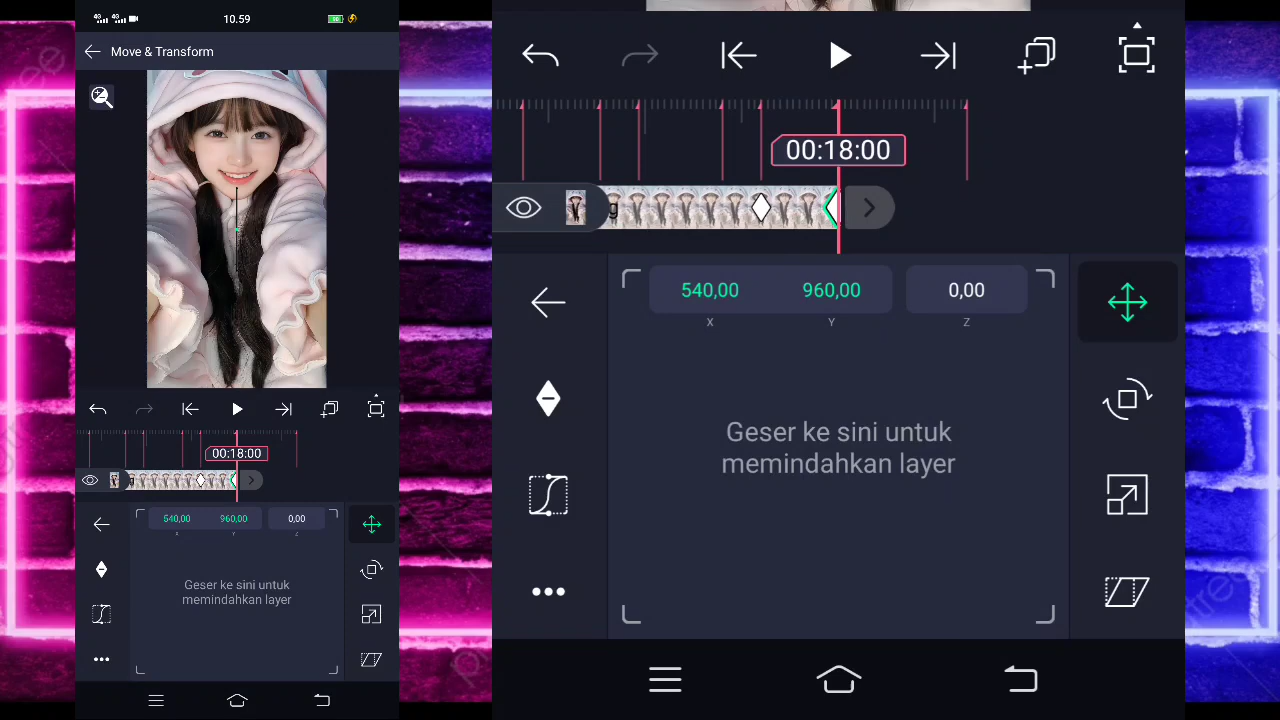 10.59
Move & Transform
00:18:00
540,00
960,00
0,00
X
Y
Z
Geser ke sini untuk
memindahkan layer
00:18:00
g
540,00
960,00
0,00
X
Y
Z
Geser ke sini untuk
memindahkan layer